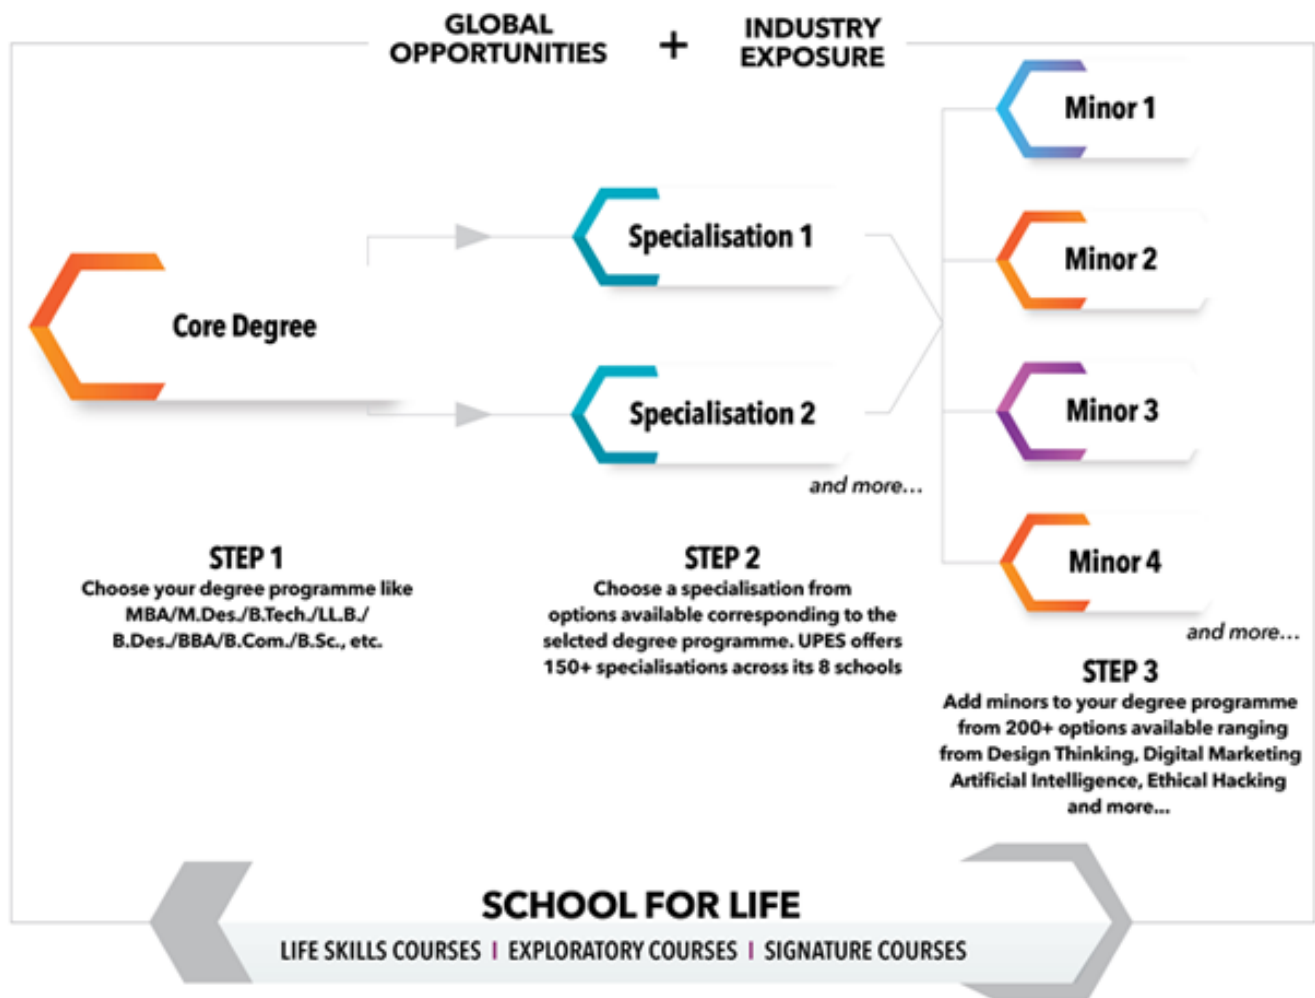 GLOBAL
OPPORTUNITIES
+
INDUSTRY
EXPOSURE
Core Degree
Specialisation 1
Specialisation 2
and more...
Minor 1
Minor 2
Minor 3
Minor 4
and more...
STEP 1
Choose your degree programme like
MBA/M.Des./B.Tech./LL.B./
B.Des./BBA/B.Com./B.Sc., etc.
STEP 2
Choose a specialisation from
options available corresponding to the
selcted degree programme. UPES offers
150+ specialisations across its 8 schools
STEP 3
Add minors to your degree programme
from 200+ options available ranging
from Design Thinking, Digital Marketing
Artificial Intelligence, Ethical Hacking
and more...
SCHOOL FOR LIFE
LIFE SKILLS COURSES | EXPLORATORY COURSES | SIGNATURE COURSES